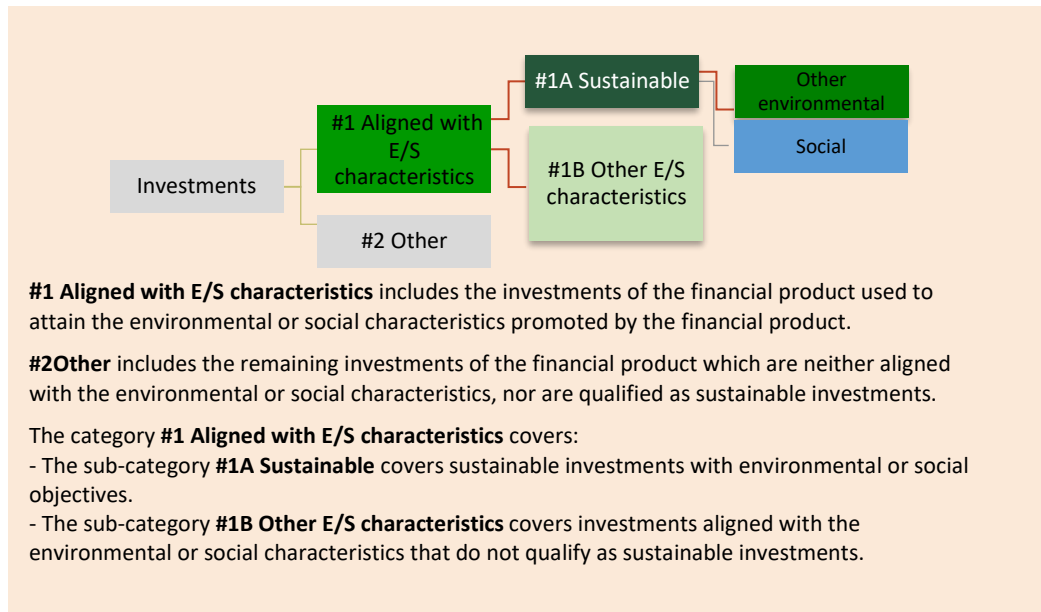 #1A Sustainable
Other
environmental
#1 Aligned with
E/S
characteristics
Social
#1B Other E/S
characteristics
Investments
#2 Other
#1 Aligned with E/S characteristics includes the investments of the financial product used to
attain the environmental or social characteristics promoted by the financial product.
#2Other includes the remaining investments of the financial product which are neither aligned
with the environmental or social characteristics, nor are qualified as sustainable investments.
The category #1 Aligned with E/S characteristics covers:
- The sub-category #1A Sustainable covers sustainable investments with environmental or social
objectives.
- The sub-category #1B Other E/S characteristics covers investments aligned with the
environmental or social characteristics that do not qualify as sustainable investments.